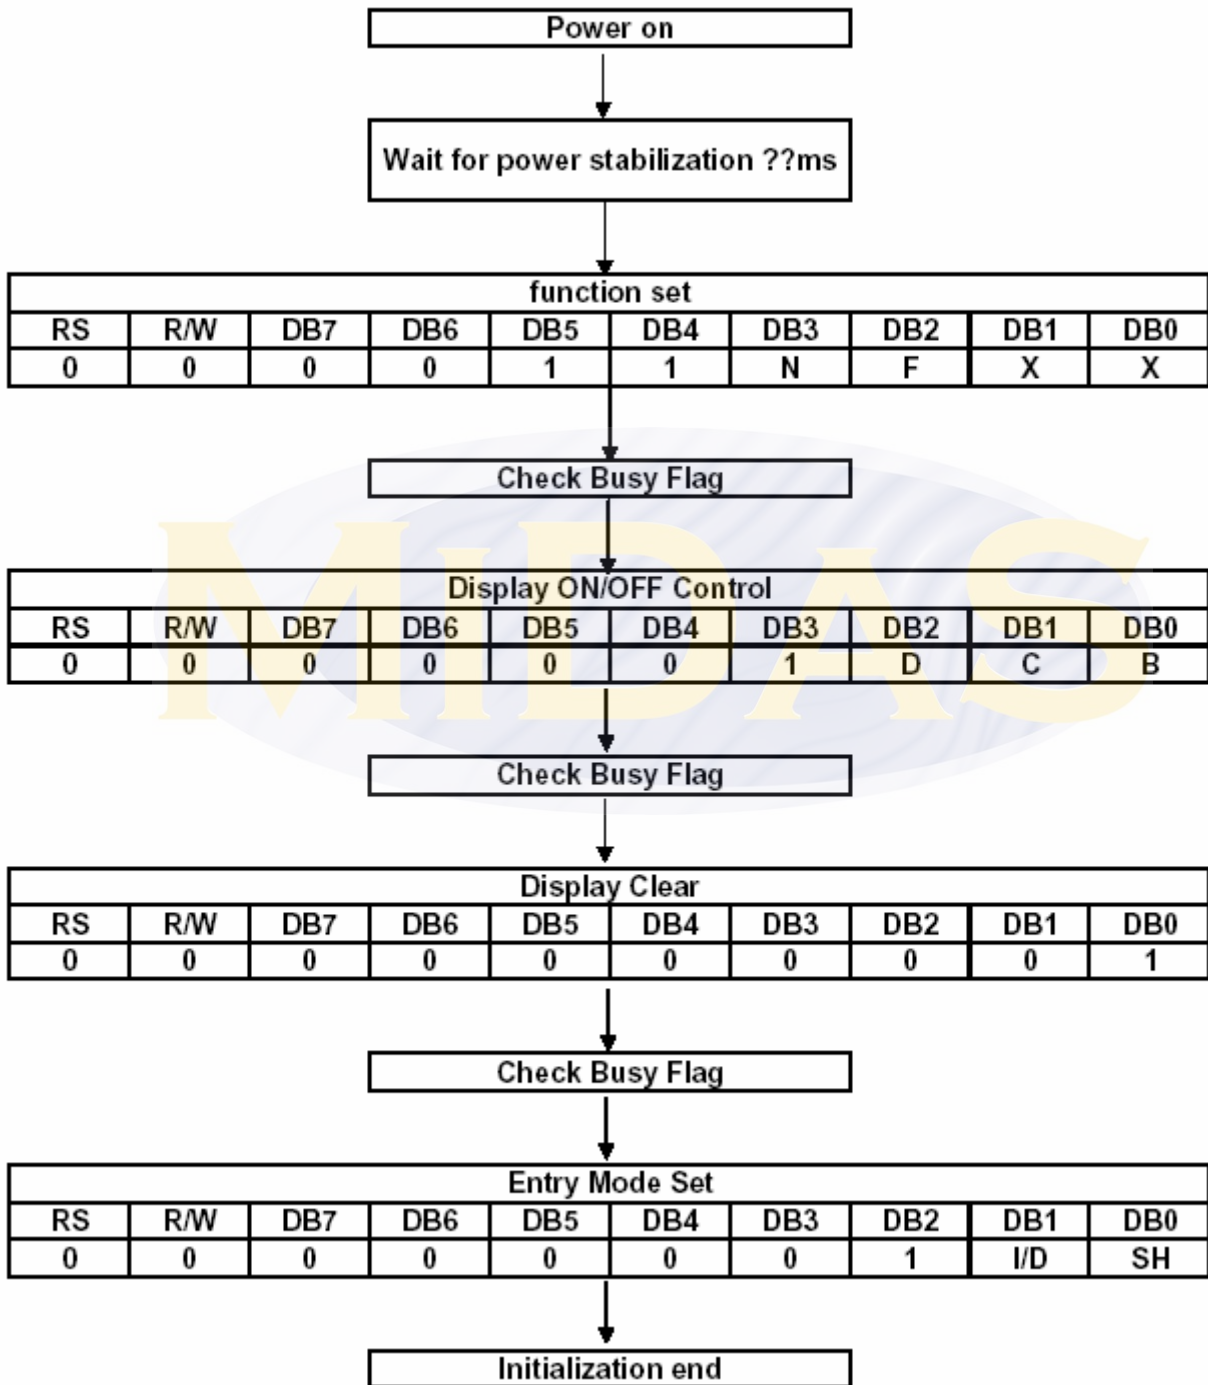 Power on
Wait for power stabilization ??ms
function set
RS R/W DB7 DB6 DB5 DB4 DB3 DB2 DB1 DB0
0 0 0 0 1 1 N F X X
Check Busy Flag
MIDAS
Display ON/OFF Control
RS R/W DB7 DB6 DB5 DB4 DB3 DB2 DB1 DB0
0 0 0 0 0 0 1 D C B
Check Busy Flag
Display Clear
RS R/W DB7 DB6 DB5 DB4 DB3 DB2 DB1 DB0
0 0 0 0 0 0 0 0 0 1
Check Busy Flag
Entry Mode Set
RS R/W DB7 DB6 DB5 DB4 DB3 DB2 DB1 DB0
0 0 0 0 0 0 0 1 I/D SH
Initialization end